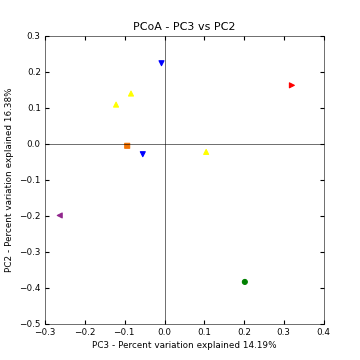 PCoA - PC3 vs PC2
0.3
0.2
0.1
0.0
−0.1
−0.2
−0.3
−0.4
−0.5
PC2 - Percent variation explained 16.38%
−0.3 −0.2 −0.1 0.0 0.1 0.2 0.3 0.4
PC3 - Percent variation explained 14.19%